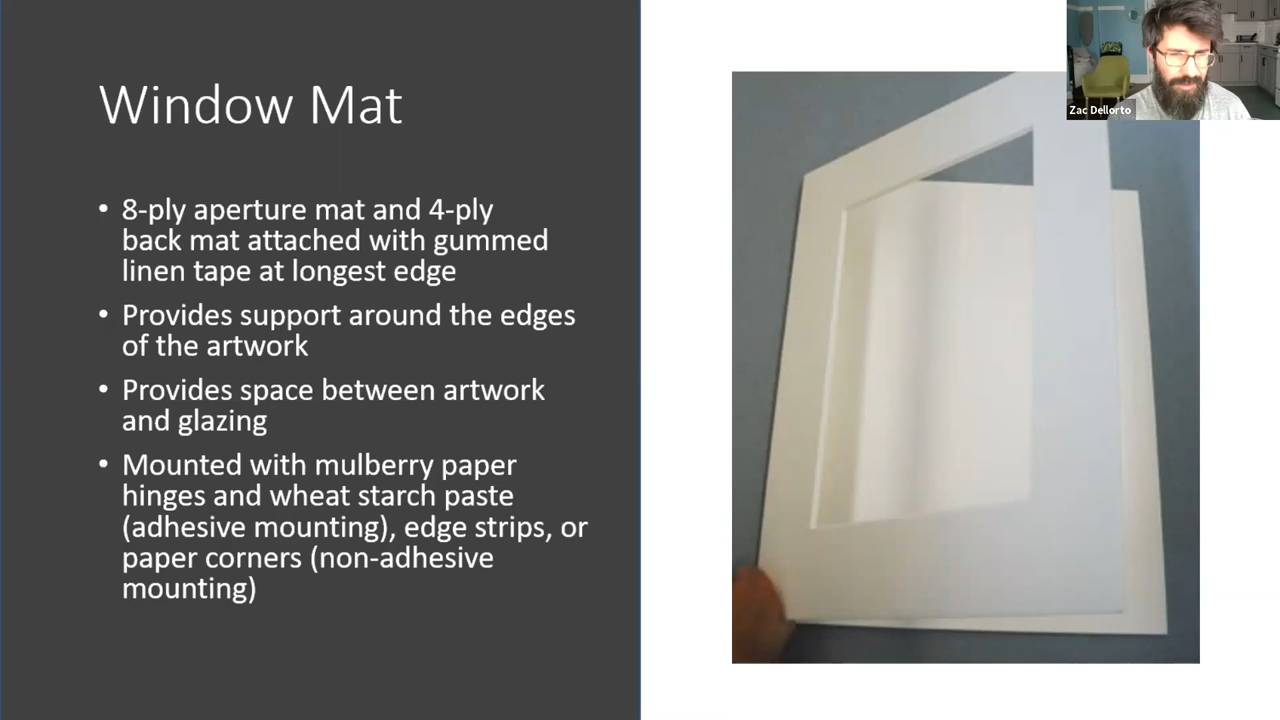 Window Mat
• 8-ply aperture mat and 4-ply
back mat attached with gummed
linen tape at longest edge
• Provides support around the edges
of the artwork
• Provides space between artwork
and glazing
• Mounted with mulberry paper
hinges and wheat starch paste
(adhesive mounting), edge strips, or
paper corners (non-adhesive
mounting)
Zac Dellorto